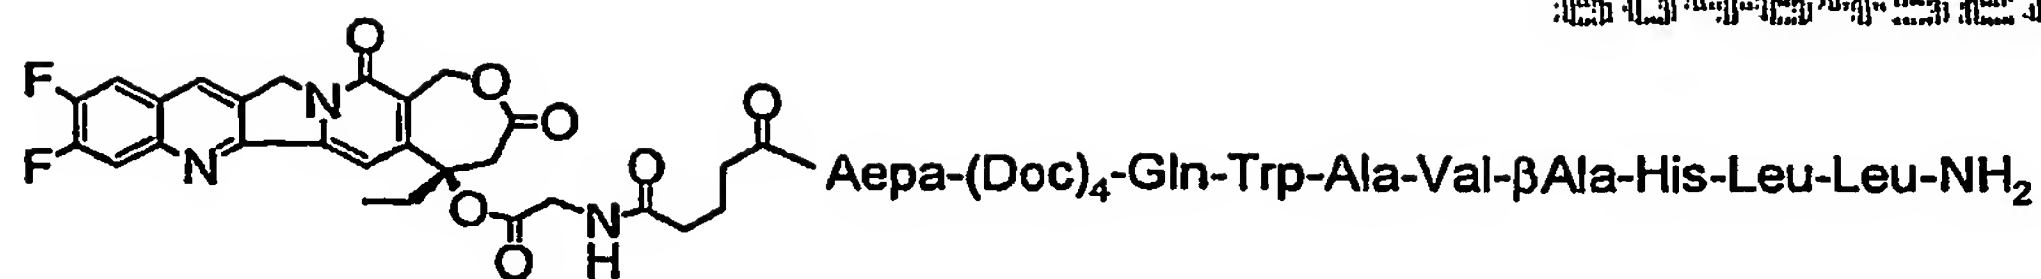 O
F N O O
O
F N O Aepa-(Doc)₄-Gln-Trp-Ala-Val-βAla-His-Leu-Leu-NH₂
O N
O H